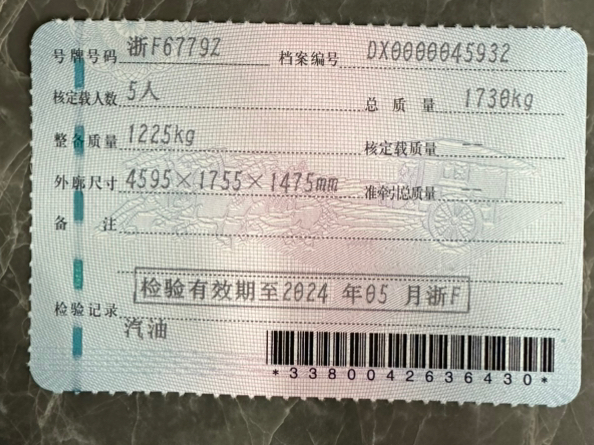 号牌号码 浙F6779Z 档案编号 DX0000045932
核定载人数 5人 总质量 1730kg
整备质量 1225kg 核定载质量 --
外廓尺寸 4595×1755×1475mm 准牵引总质量 --
备注
检验有效期至2024 年05 月浙F
检验记录
汽油
*3380042636430*